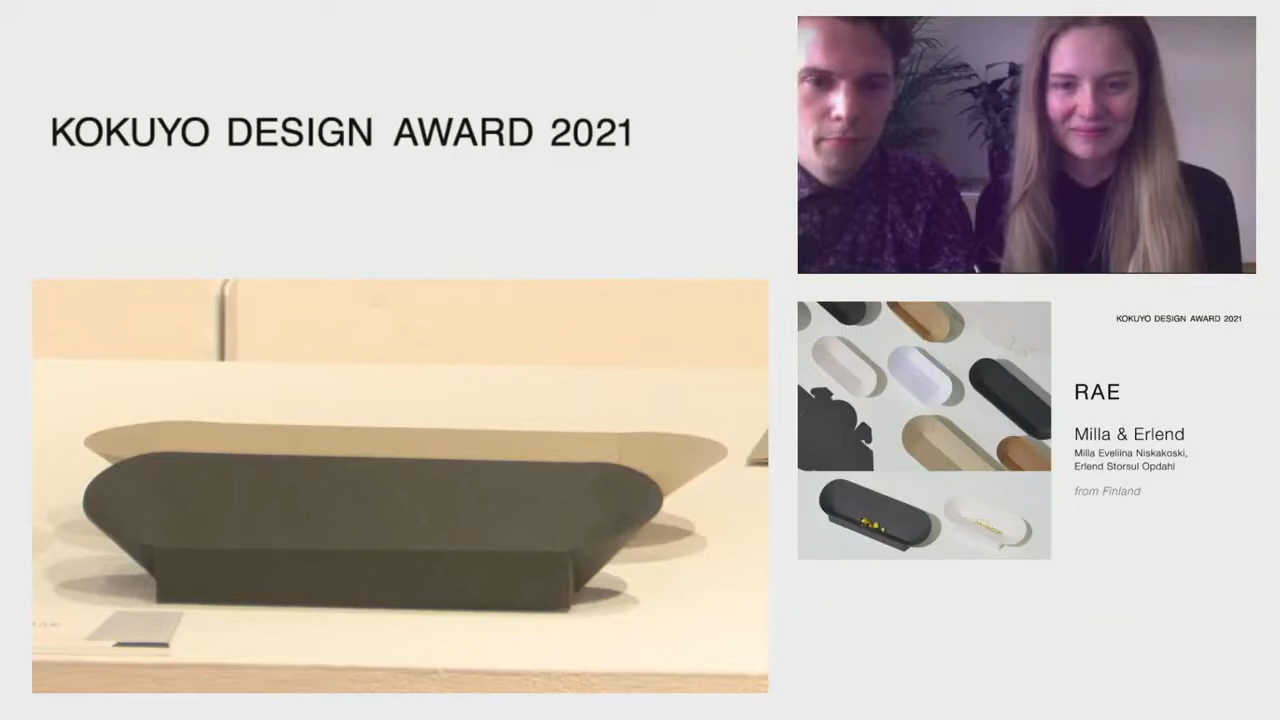 KOKUYO DESIGN AWARD 2021
KOKUYO DESIGN AWARD 2021
RAE
Milla & Erlend
Milla Eveliina Niskakoski,
Erlend Storsul Opdahl
from Finland